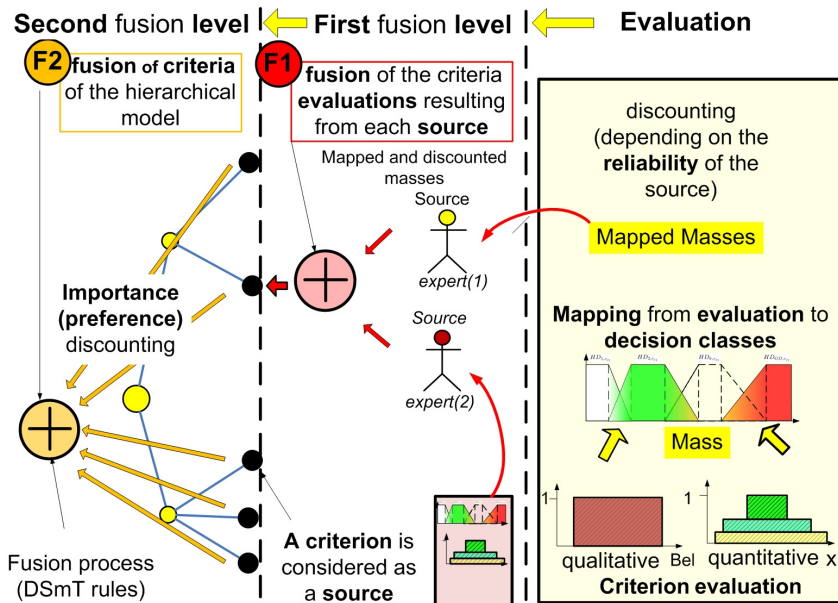 Second fusion level
First fusion level
Evaluation
F2
fusion of criteria
of the hierarchical
model
F1
fusion of the criteria
evaluations resulting
from each source
Mapped and discounted
masses
Source
expert(1)
Source
expert(2)
Importance
(preference)
discounting
Fusion process
(DSmT rules)
A criterion is
considered as
a source
discounting
(depending on the
reliability of the
source)
Mapped Masses
Mapping from evaluation to
decision classes
Mass
1
qualitative
Bel
1
quantitative
x
Criterion evaluation